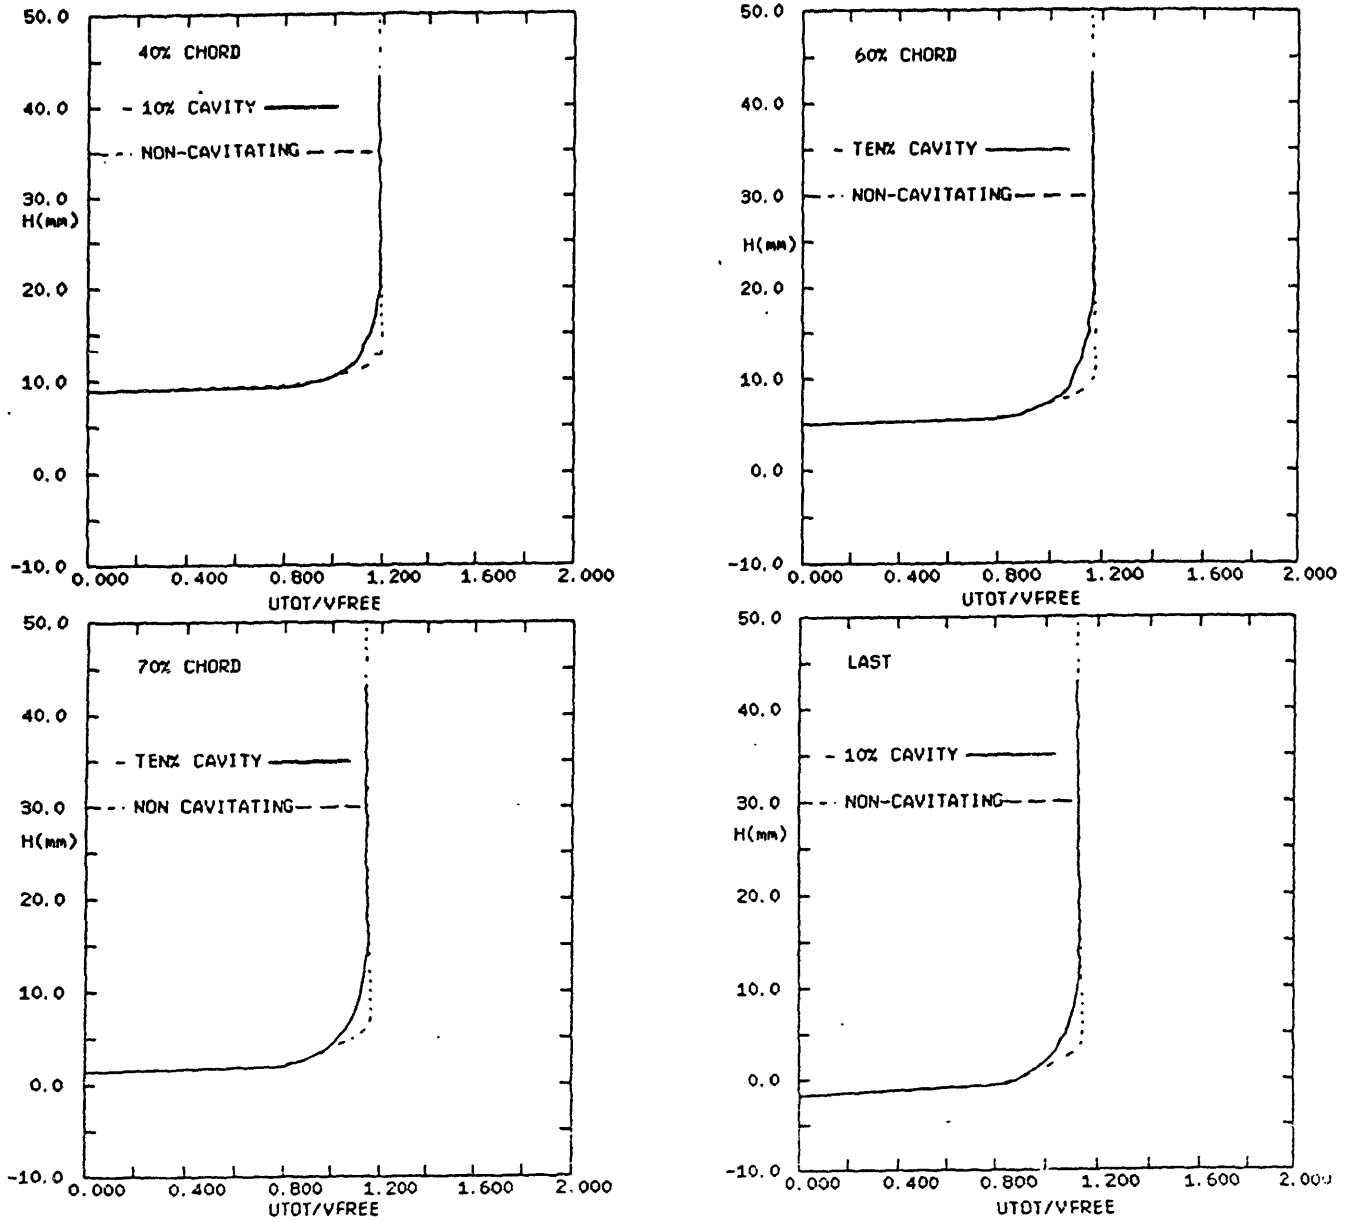 50.0
40% CHORD
40.0
10% CAVITY
NON-CAVITATING
30.0
H(mm)
20.0
10.0
0.0
-10.0
0.000 0.400 0.800 1.200 1.600 2.000
UTOT/VFREE
50.0
60% CHORD
40.0
TEN% CAVITY
30.0
NON-CAVITATING
H(mm)
20.0
10.0
0.0
-10.0
0.000 0.400 0.800 1.200 1.600 2.000
UTOT/VFREE
50.0
70% CHORD
40.0
TEN% CAVITY
30.0
NON CAVITATING
H(mm)
20.0
10.0
0.0
-10.0
0.000 0.400 0.800 1.200 1.600 2.000
UTOT/VFREE
50.0
LAST
40.0
10% CAVITY
30.0
NON-CAVITATING
H(mm)
20.0
10.0
0.0
-10.0
0.000 0.400 0.800 1.200 1.600 2.000
UTOT/VFREE